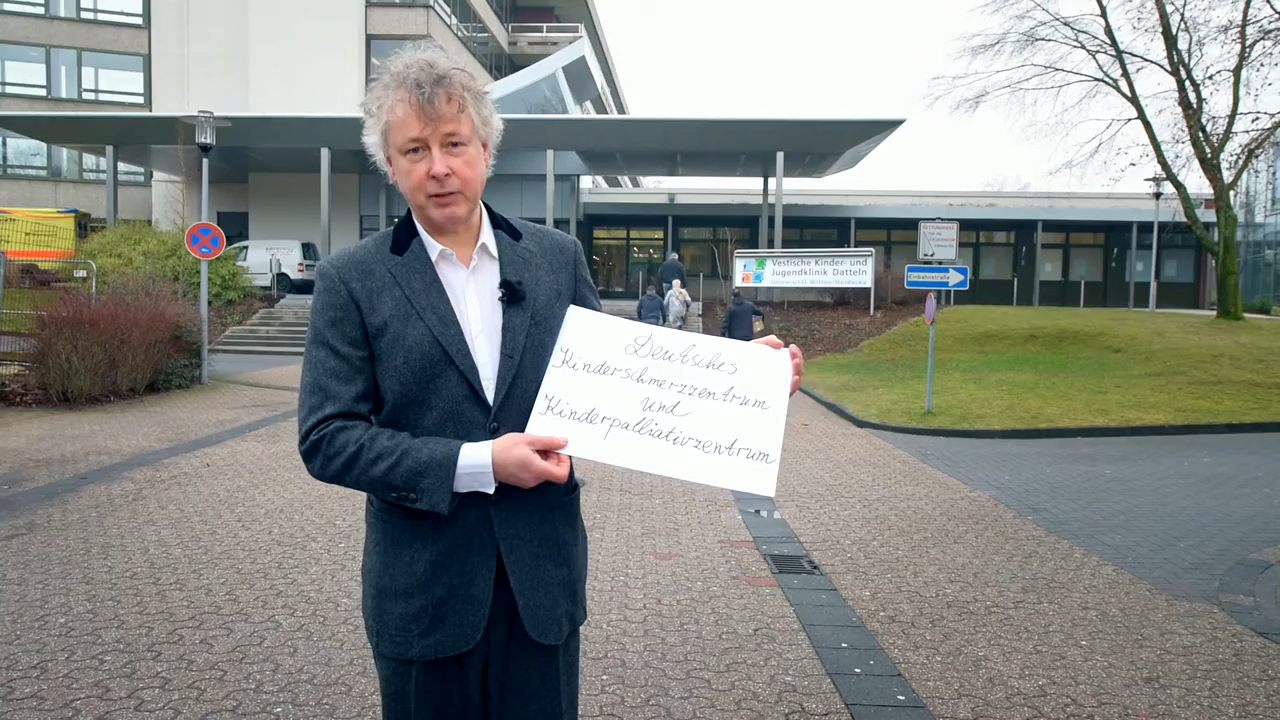 Vestische Kinder- und
Jugendklinik Datteln
Universität Witten/Herdecke
Einbahnstraße
Deutsches
Kinderschmerzzentrum
und
Kinderpalliativzentrum